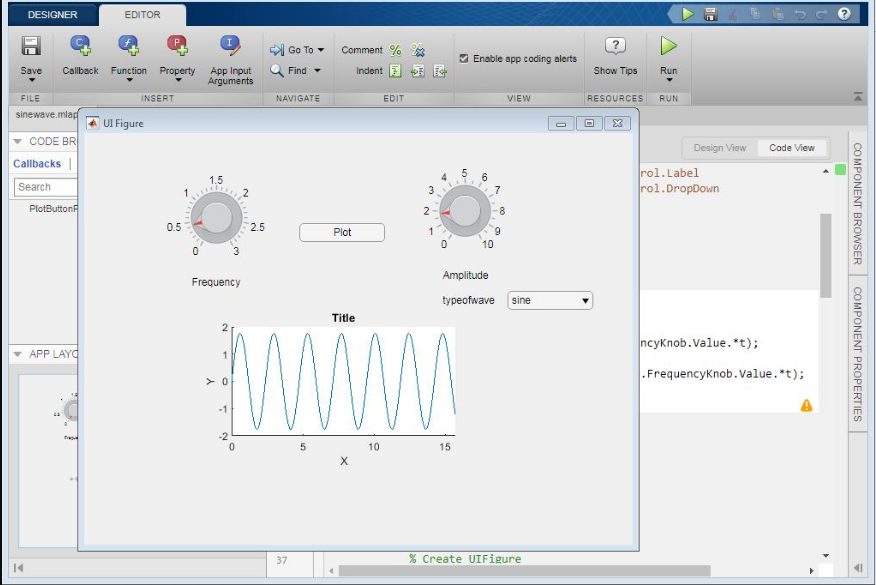 DESIGNER EDITOR
Save
Callback Function Property App Input Arguments
Go To
Find
Comment
Indent
Enable app coding alerts
Show Tips
Run
FILE INSERT NAVIGATE EDIT VIEW RESOURCES RUN
sinewave.mlap
UI Figure
CODE BR
Design View Code View
Callbacks
Search
PlotButtonP
rol.Label
rol.DropDown
COMPONENT BROWSER
COMPONENT PROPERTIES
0 0.5 1 1.5 2 2.5 3
Frequency
Plot
0 1 2 3 4 5 6 7 8 9 10
Amplitude
typeofwave sine
Title
2
1
0
-1
-2
Y
0 5 10 15
X
ncyKnob.Value.*t);
.FrequencyKnob.Value.*t);
APP LAYO
37 % Create UIFigure